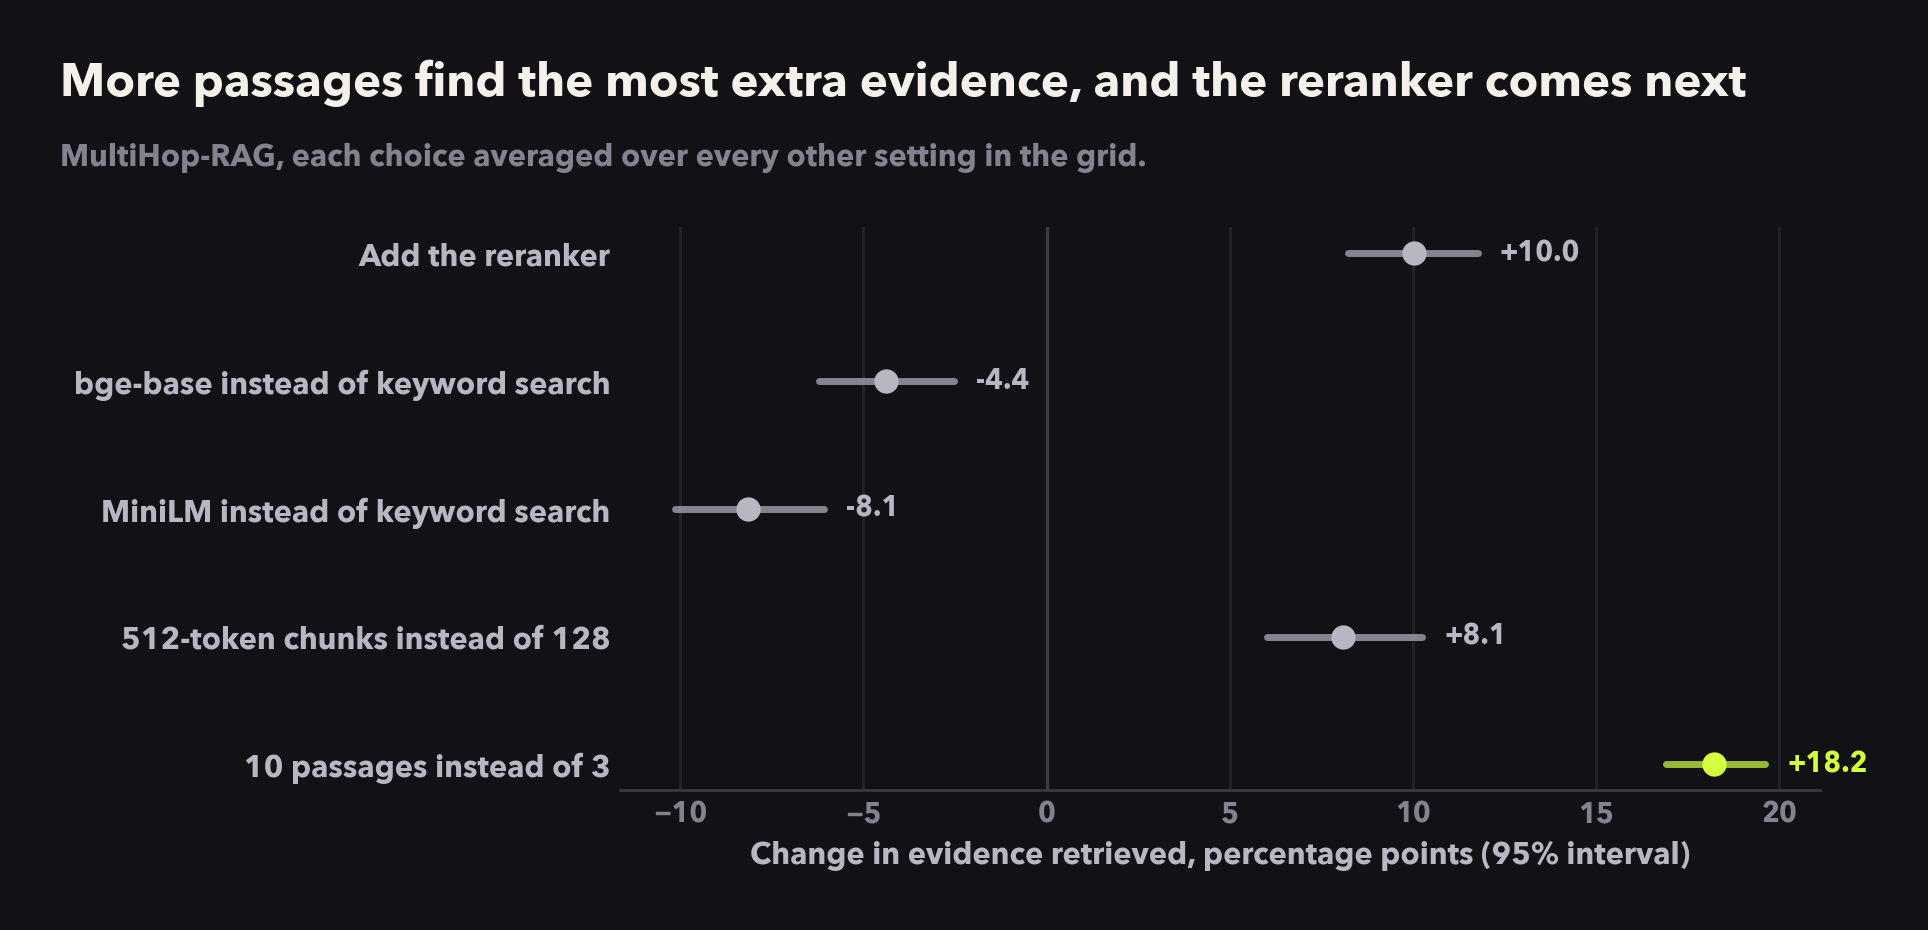 More passages find the most extra evidence, and the reranker comes next
MultiHop-RAG, each choice averaged over every other setting in the grid.
Add the reranker
+10.0
bge-base instead of keyword search
-4.4
MiniLM instead of keyword search
-8.1
512-token chunks instead of 128
+8.1
10 passages instead of 3
+18.2
−10 −5 0 5 10 15 20
Change in evidence retrieved, percentage points (95% interval)